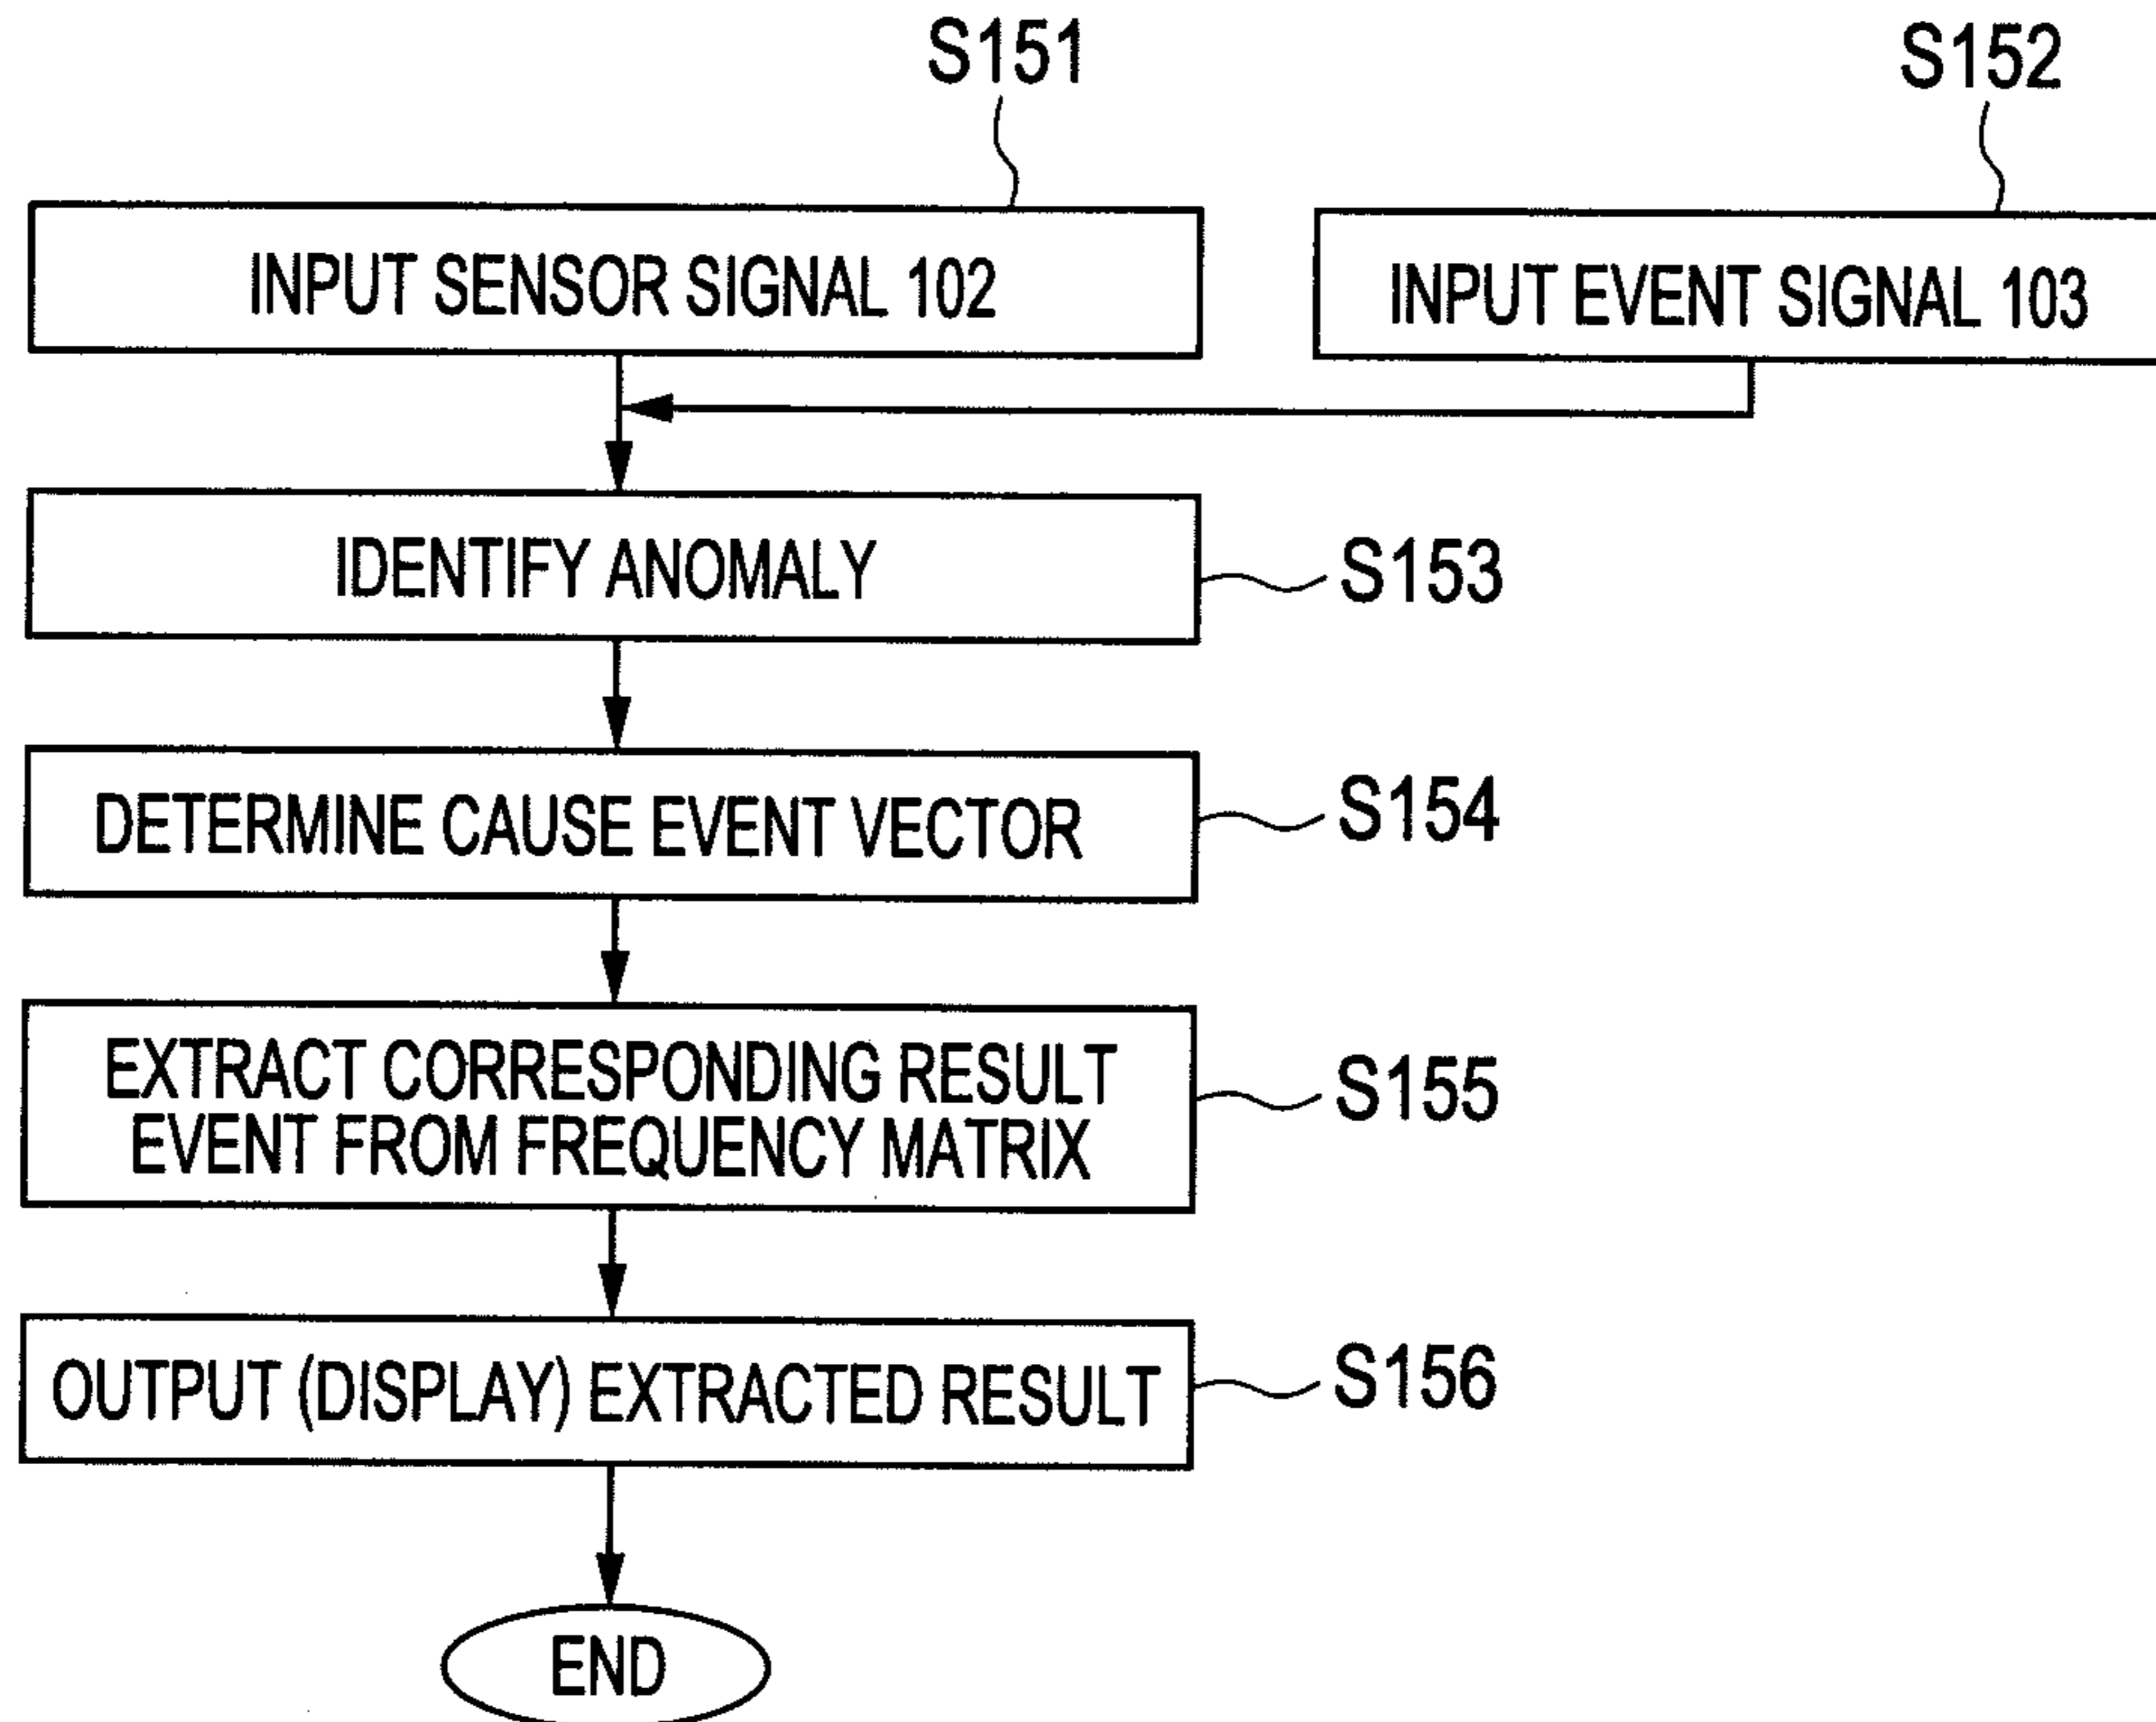 S151
S152
INPUT SENSOR SIGNAL 102
INPUT EVENT SIGNAL 103
IDENTIFY ANOMALY
S153
DETERMINE CAUSE EVENT VECTOR
S154
EXTRACT CORRESPONDING RESULT
EVENT FROM FREQUENCY MATRIX
S155
OUTPUT (DISPLAY) EXTRACTED RESULT
S156
END